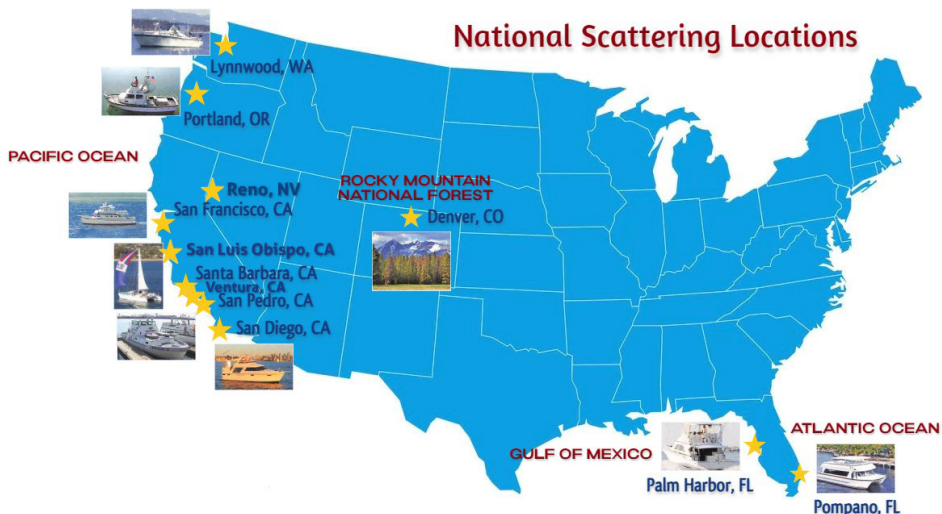 National Scattering Locations
Lynnwood, WA
Portland, OR
PACIFIC OCEAN
Reno, NV
San Francisco, CA
ROCKY MOUNTAIN
NATIONAL FOREST
Denver, CO
San Luis Obispo, CA
Santa Barbara, CA
Ventura, CA
San Pedro, CA
San Diego, CA
ATLANTIC OCEAN
GULF OF MEXICO
Palm Harbor, FL
Pompano, FL